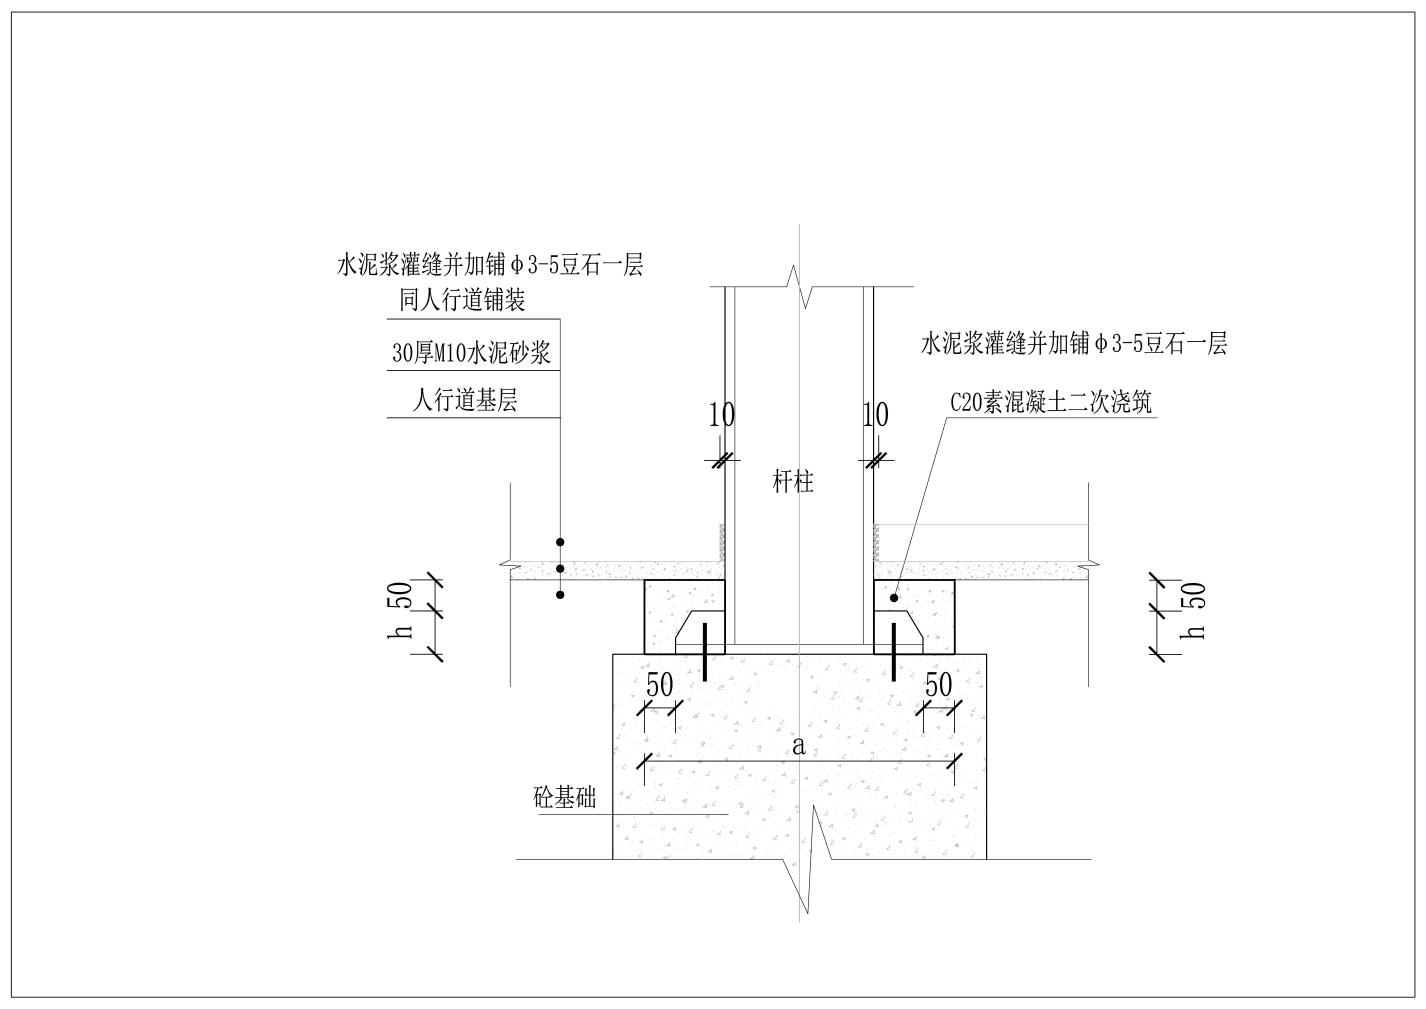 水泥浆灌缝并加铺φ3-5豆石一层
同人行道铺装
30厚M10水泥砂浆
人行道基层
水泥浆灌缝并加铺φ3-5豆石一层
C20素混凝土二次浇筑
10
10
杆柱
50
h
50
h
50
50
a
砼基础